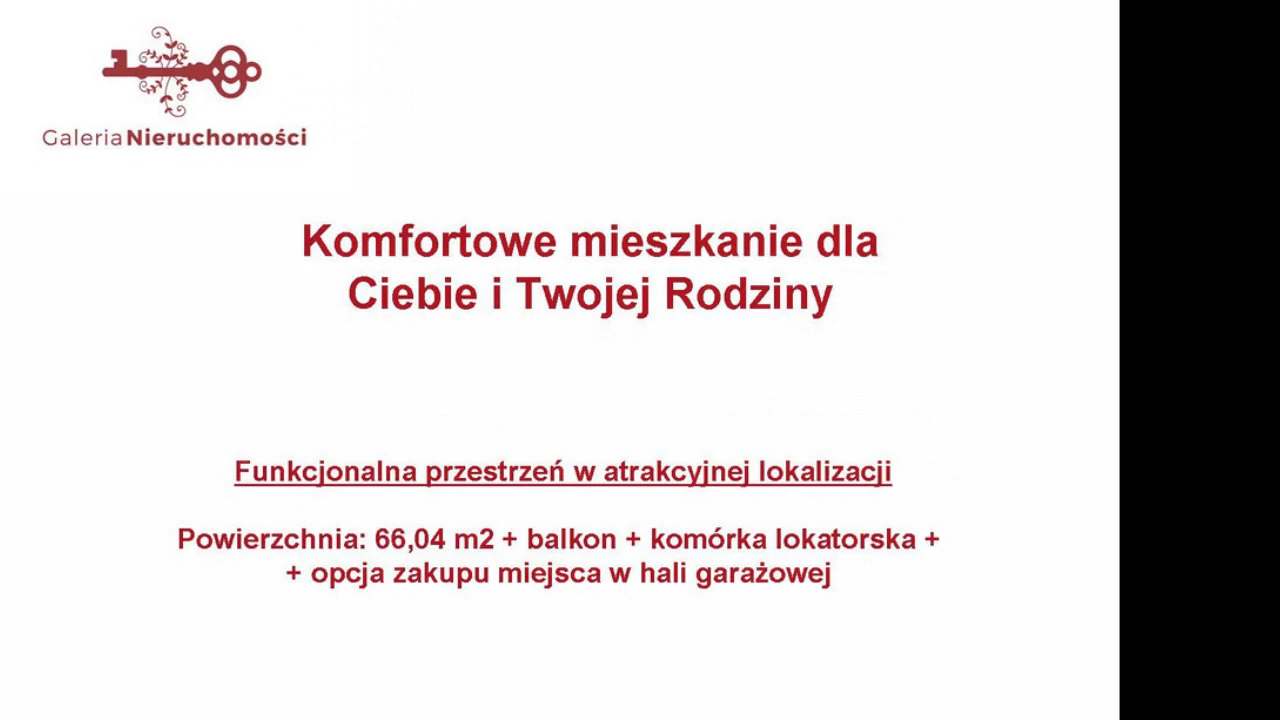 Galeria Nieruchomości
Komfortowe mieszkanie dla
Ciebie i Twojej Rodziny
Funkcjonalna przestrzeń w atrakcyjnej lokalizacji
Powierzchnia: 66,04 m2 + balkon + komórka lokatorska +
+ opcja zakupu miejsca w hali garażowej